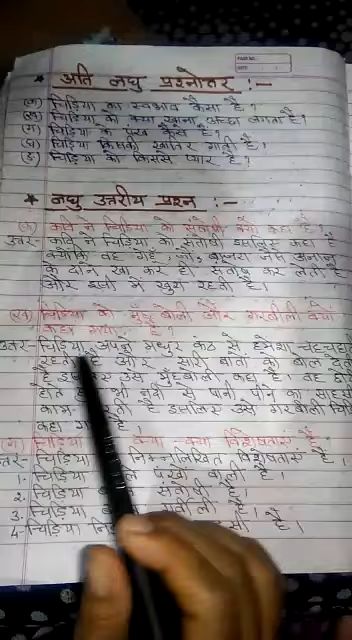 * अति लघु प्रश्नोत्तर :-
(क) चिड़िया का स्वभाव कैसा है ?
(ख) चिड़िया को क्या खाना अच्छा लगता है ?
(ग) चिड़िया के पंख कैसे है ?
(घ) चिड़िया किसकी खातिर गाती है ?
(ङ) चिड़िया को किससे प्यार है ?
* लघु उत्तरीय प्रश्न :-
(क) कवि ने चिड़िया को संतोषी क्यों कहा है ?
उत्तर- कवि ने चिड़िया को संतोषी इसलिए कहा है
क्योंकि वह गेहूँ, जौ, बाजरा जैसे अनाज
के दाने खा कर ही संतोष कर लेती है
और इसी में खुश रहती है ।
(ख) चिड़िया को मुँह बोली और गरबीली क्यों
कहा गया है ?
उत्तर- चिड़िया अपने मधुर कंठ से हमेशा
रहती है और सारी बातें बोल
है इसलिए उसे मुँहबोली कहा है । वह
होते भी नदी से पानी पीने का साहस
काम करती है इसलिए उसे गरबीली
कहा गया है ।
(ग) चिड़िया क्या - क्या विशेषताएँ है
चिड़िया निम्नलिखित विशेषताएँ है ।
1. चिड़िया पंखों वाली है ।
2. चिड़िया संतोषी है ।
3. चिड़िया है ।
4. चिड़िया है ।